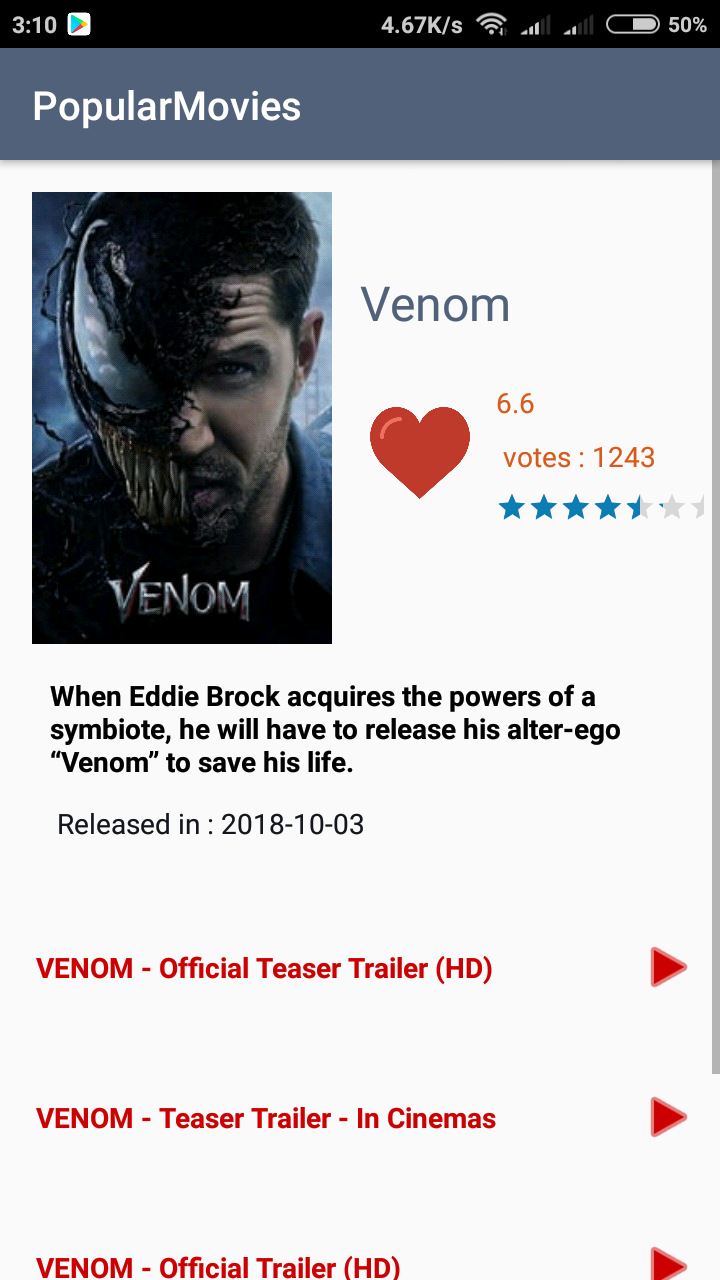 3:10
4.67K/s
50%
PopularMovies
VENOM
Venom
6.6
votes : 1243
When Eddie Brock acquires the powers of a
symbiote, he will have to release his alter-ego
“Venom” to save his life.
Released in : 2018-10-03
VENOM - Official Teaser Trailer (HD)
VENOM - Teaser Trailer - In Cinemas
VENOM - Official Trailer (HD)